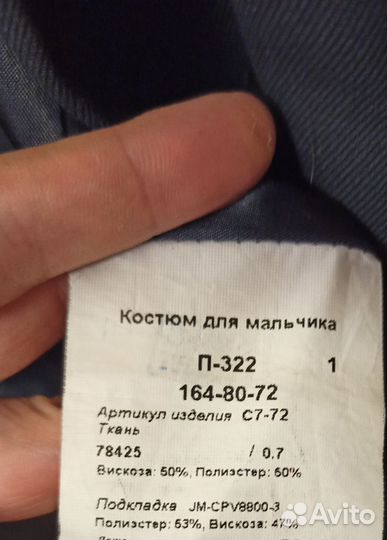 Костюм для мальчика
П-322 1
164-80-72
Артикул изделия С7-72
Ткань
78425 / 0.7
Вискоза: 50%, Полиэстер: 50%
Подкладка JM-CPV8800-3
Полиэстер: 53%, Вискоза: 47%
Avito